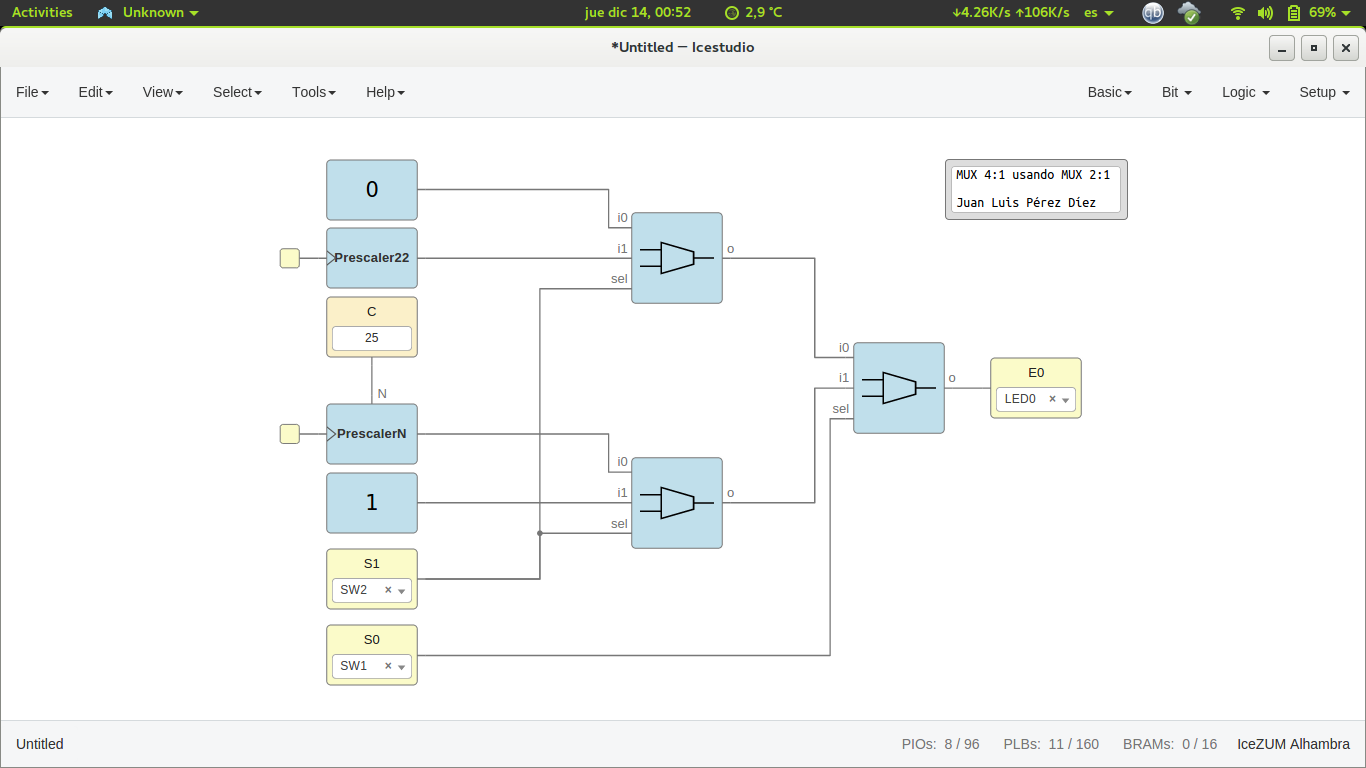 Activities Unknown jue dic 14, 00:52 2,9 °C ↓4.26K/s ↑106K/s es qb 69%
*Untitled — Icestudio
File Edit View Select Tools Help Basic Bit Logic Setup
0
MUX 4:1 usando MUX 2:1
Juan Luis Pérez Díez
i0
Prescaler22
i1
o
sel
C
25
N
i0
i1
o
sel
E0
LED0 ×
PrescalerN
i0
1
i1
o
sel
S1
SW2 ×
S0
SW1 ×
Untitled PIOs: 8 / 96 PLBs: 11 / 160 BRAMs: 0 / 16 IceZUM Alhambra